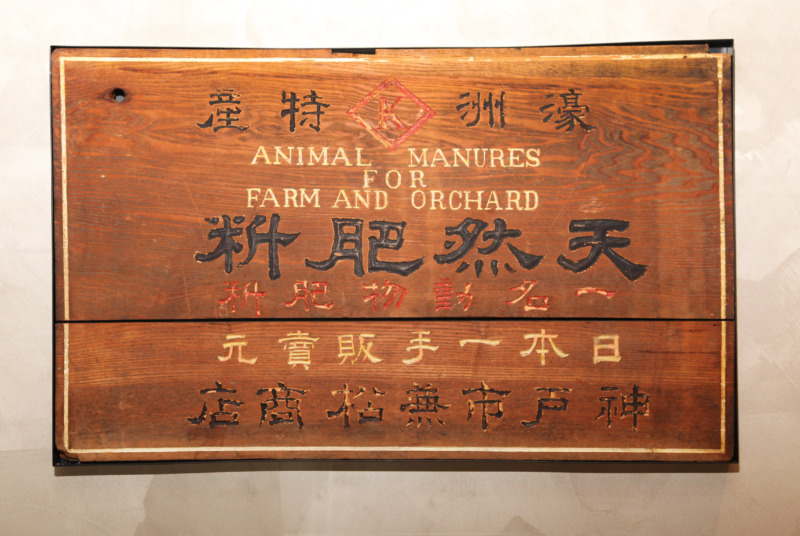 濠洲K特産
ANIMAL MANURES
FOR
FARM AND ORCHARD
天然肥料
一名動物肥料
日本一手販賣元
神戸市兼松商店